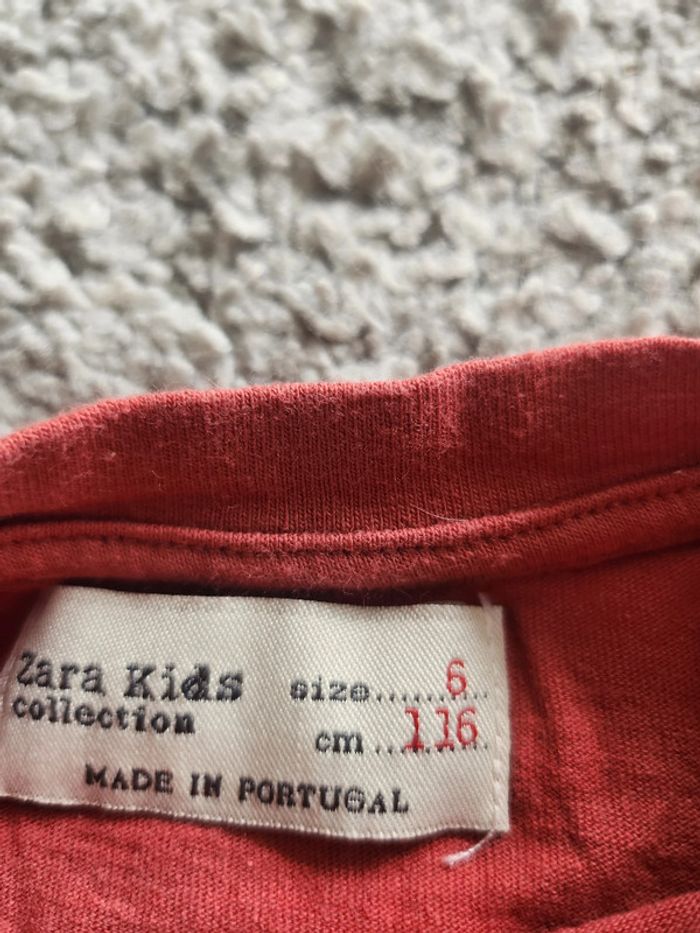 Zara Kids size......6..
collection
cm ..116
MADE IN PORTUGAL